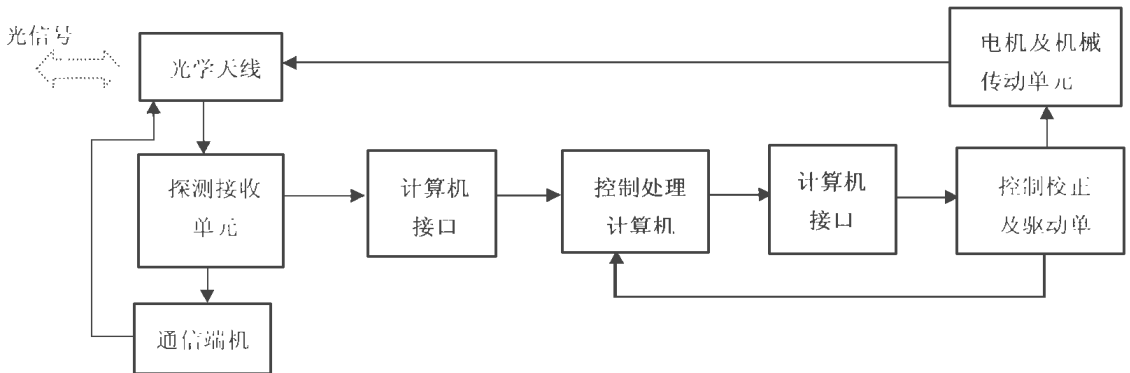 光信号
光学天线
电机及机械
传动单元
探测接收
单元
计算机
接口
控制处理
计算机
计算机
接口
控制校正
及驱动单
通信端机